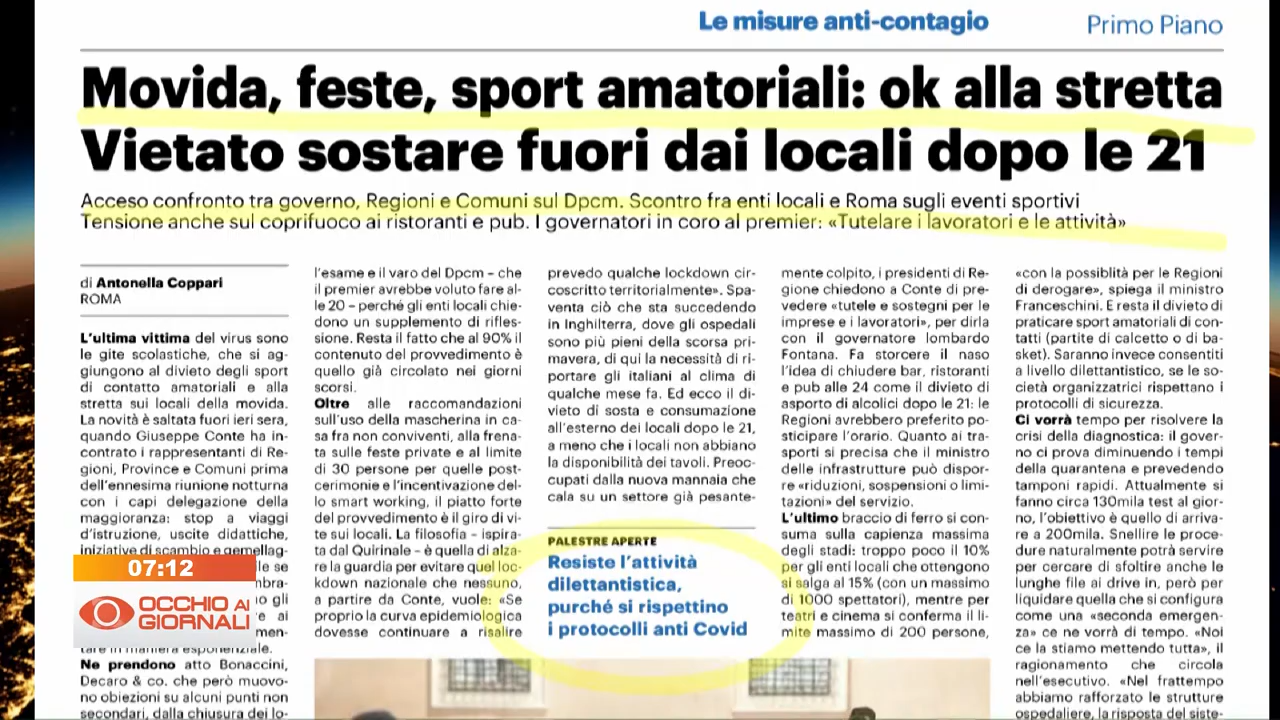 Le misure anti-contagio
Primo Piano
Movida, feste, sport amatoriali: ok alla stretta
Vietato sostare fuori dai locali dopo le 21
Acceso confronto tra governo, Regioni e Comuni sul Dpcm. Scontro fra enti locali e Roma sugli eventi sportivi
Tensione anche sul coprifuoco ai ristoranti e pub. I governatori in coro al premier: «Tutelare i lavoratori e le attività»
di Antonella Coppari
ROMA
L'ultima vittima del virus sono
le gite scolastiche, che si ag-
giungono al divieto degli sport
di contatto amatoriali e alla
stretta sui locali della movida.
La novità è saltata fuori ieri sera,
quando Giuseppe Conte ha in-
contrato i rappresentanti di Re-
gioni, Province e Comuni prima
dell'ennesima riunione notturna
con i capi delegazione della
maggioranza: stop a viaggi
d'istruzione, uscite didattiche,
iniziative di scambio e gemellag-
le se
mbra-
no gli
e ai
men-
tare in maniera esponenziale.
Ne prendono atto Bonaccini,
Decaro & co. che però muovo-
no obiezioni su alcuni punti non
secondari, dalla chiusura dei lo-
l'esame e il varo del Dpcm – che
il premier avrebbe voluto fare al-
le 20 – perché gli enti locali chie-
dono un supplemento di rifles-
sione. Resta il fatto che al 90% il
contenuto del provvedimento è
quello già circolato nei giorni
scorsi.
Oltre alle raccomandazioni
sull'uso della mascherina in ca-
sa fra non conviventi, alla frena-
ta sulle feste private e al limite
di 30 persone per quelle post-
cerimonie e l'incentivazione del-
lo smart working, il piatto forte
del provvedimento è il giro di vi-
te sui locali. La filosofia – ispira-
ta dal Quirinale – è quella di alza-
re la guardia per evitare quel loc-
kdown nazionale che nessuno,
a partire da Conte, vuole: «Se
proprio la curva epidemiologica
dovesse continuare a risalire
prevedo qualche lockdown cir-
coscritto territorialmente». Spa-
venta ciò che sta succedendo
in Inghilterra, dove gli ospedali
sono più pieni della scorsa pri-
mavera, di qui la necessità di ri-
portare gli italiani al clima di
qualche mese fa. Ed ecco il di-
vieto di sosta e consumazione
all'esterno dei locali dopo le 21,
a meno che i locali non abbiano
la disponibilità dei tavoli. Preoc-
cupati dalla nuova mannaia che
cala su un settore già pesante-
PALESTRE APERTE
Resiste l'attività
dilettantistica,
purché si rispettino
i protocolli anti Covid
mente colpito, i presidenti di Re-
gione chiedono a Conte di pre-
vedere «tutele e sostegni per le
imprese e i lavoratori», per dirla
con il governatore lombardo
Fontana. Fa storcere il naso
l'idea di chiudere bar, ristoranti
e pub alle 24 come il divieto di
asporto di alcolici dopo le 21: le
Regioni avrebbero preferito po-
sticipare l'orario. Quanto ai tra-
sporti si precisa che il ministro
delle infrastrutture può dispor-
re «riduzioni, sospensioni o limi-
tazioni» del servizio.
L'ultimo braccio di ferro si con-
suma sulla capienza massima
degli stadi: troppo poco il 10%
per gli enti locali che ottengono
si salga al 15% (con un massimo
di 1000 spettatori), mentre per
teatri e cinema si conferma il li-
mite massimo di 200 persone,
«con la possiblità per le Regioni
di derogare», spiega il ministro
Franceschini. E resta il divieto di
praticare sport amatoriali di con-
tatti (partite di calcetto o di ba-
sket). Saranno invece consentiti
a livello dilettantistico, se le so-
cietà organizzatrici rispettano i
protocolli di sicurezza.
Ci vorrà tempo per risolvere la
crisi della diagnostica: il gover-
no ci prova diminuendo i tempi
della quarantena e prevedendo
tamponi rapidi. Attualmente si
fanno circa 130mila test al gior-
no, l'obiettivo è quello di arriva-
re a 200mila. Snellire le proce-
dure naturalmente potrà servire
per cercare di sfoltire anche le
lunghe file ai drive in, però per
liquidare quella che si configura
come una «seconda emergen-
za» ce ne vorrà di tempo. «Noi
ce la stiamo mettendo tutta», il
ragionamento che circola
nell'esecutivo. «Nel frattempo
abbiamo rafforzato le strutture
ospedaliere, la risposta del siste-
07:12
OCCHIO AI
GIORNALI